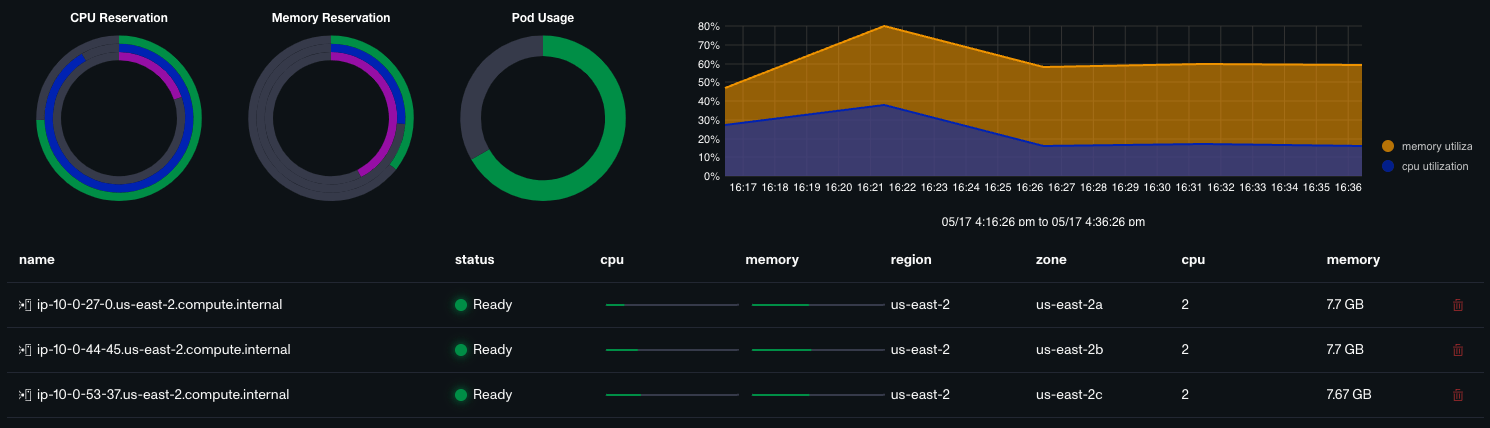 CPU Reservation
Memory Reservation
Pod Usage
80%
70%
60%
50%
40%
30%
20%
10%
0%
16:17 16:18 16:19 16:20 16:21 16:22 16:23 16:24 16:25 16:26 16:27 16:28 16:29 16:30 16:31 16:32 16:33 16:34 16:35 16:36
memory utiliza
cpu utilization
05/17 4:16:26 pm to 05/17 4:36:26 pm
name status cpu memory region zone cpu memory
ip-10-0-27-0.us-east-2.compute.internal Ready us-east-2 us-east-2a 2 7.7 GB
ip-10-0-44-45.us-east-2.compute.internal Ready us-east-2 us-east-2b 2 7.7 GB
ip-10-0-53-37.us-east-2.compute.internal Ready us-east-2 us-east-2c 2 7.67 GB